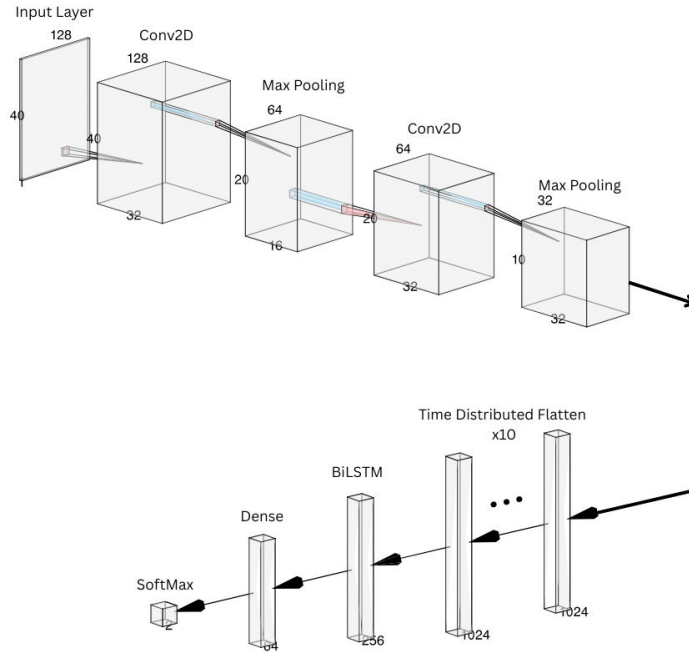 Input Layer
128
40
Conv2D
128
40
32
Max Pooling
64
20
16
Conv2D
64
20
32
Max Pooling
32
10
32
Time Distributed Flatten
x10
1024
1024
BiLSTM
256
Dense
64
SoftMax
2